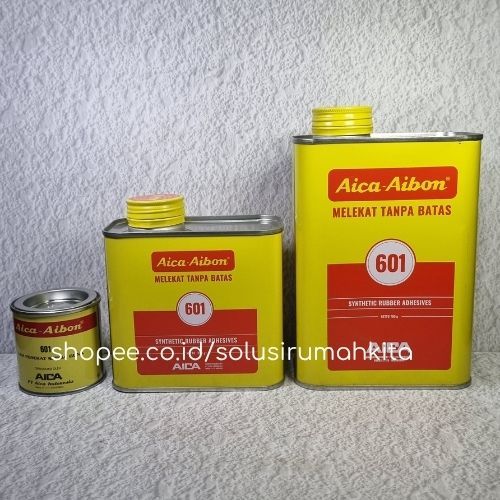 Aica-Aibon
601
AICA
PT Aica Indonesia
Aica-Aibon®
MELEKAT TANPA BATAS
601
SYNTHETIC RUBBER ADHESIVES
AICA
Aica-Aibon®
MELEKAT TANPA BATAS
601
SYNTHETIC RUBBER ADHESIVES
AICA
shopee.co.id/solusirumahkita